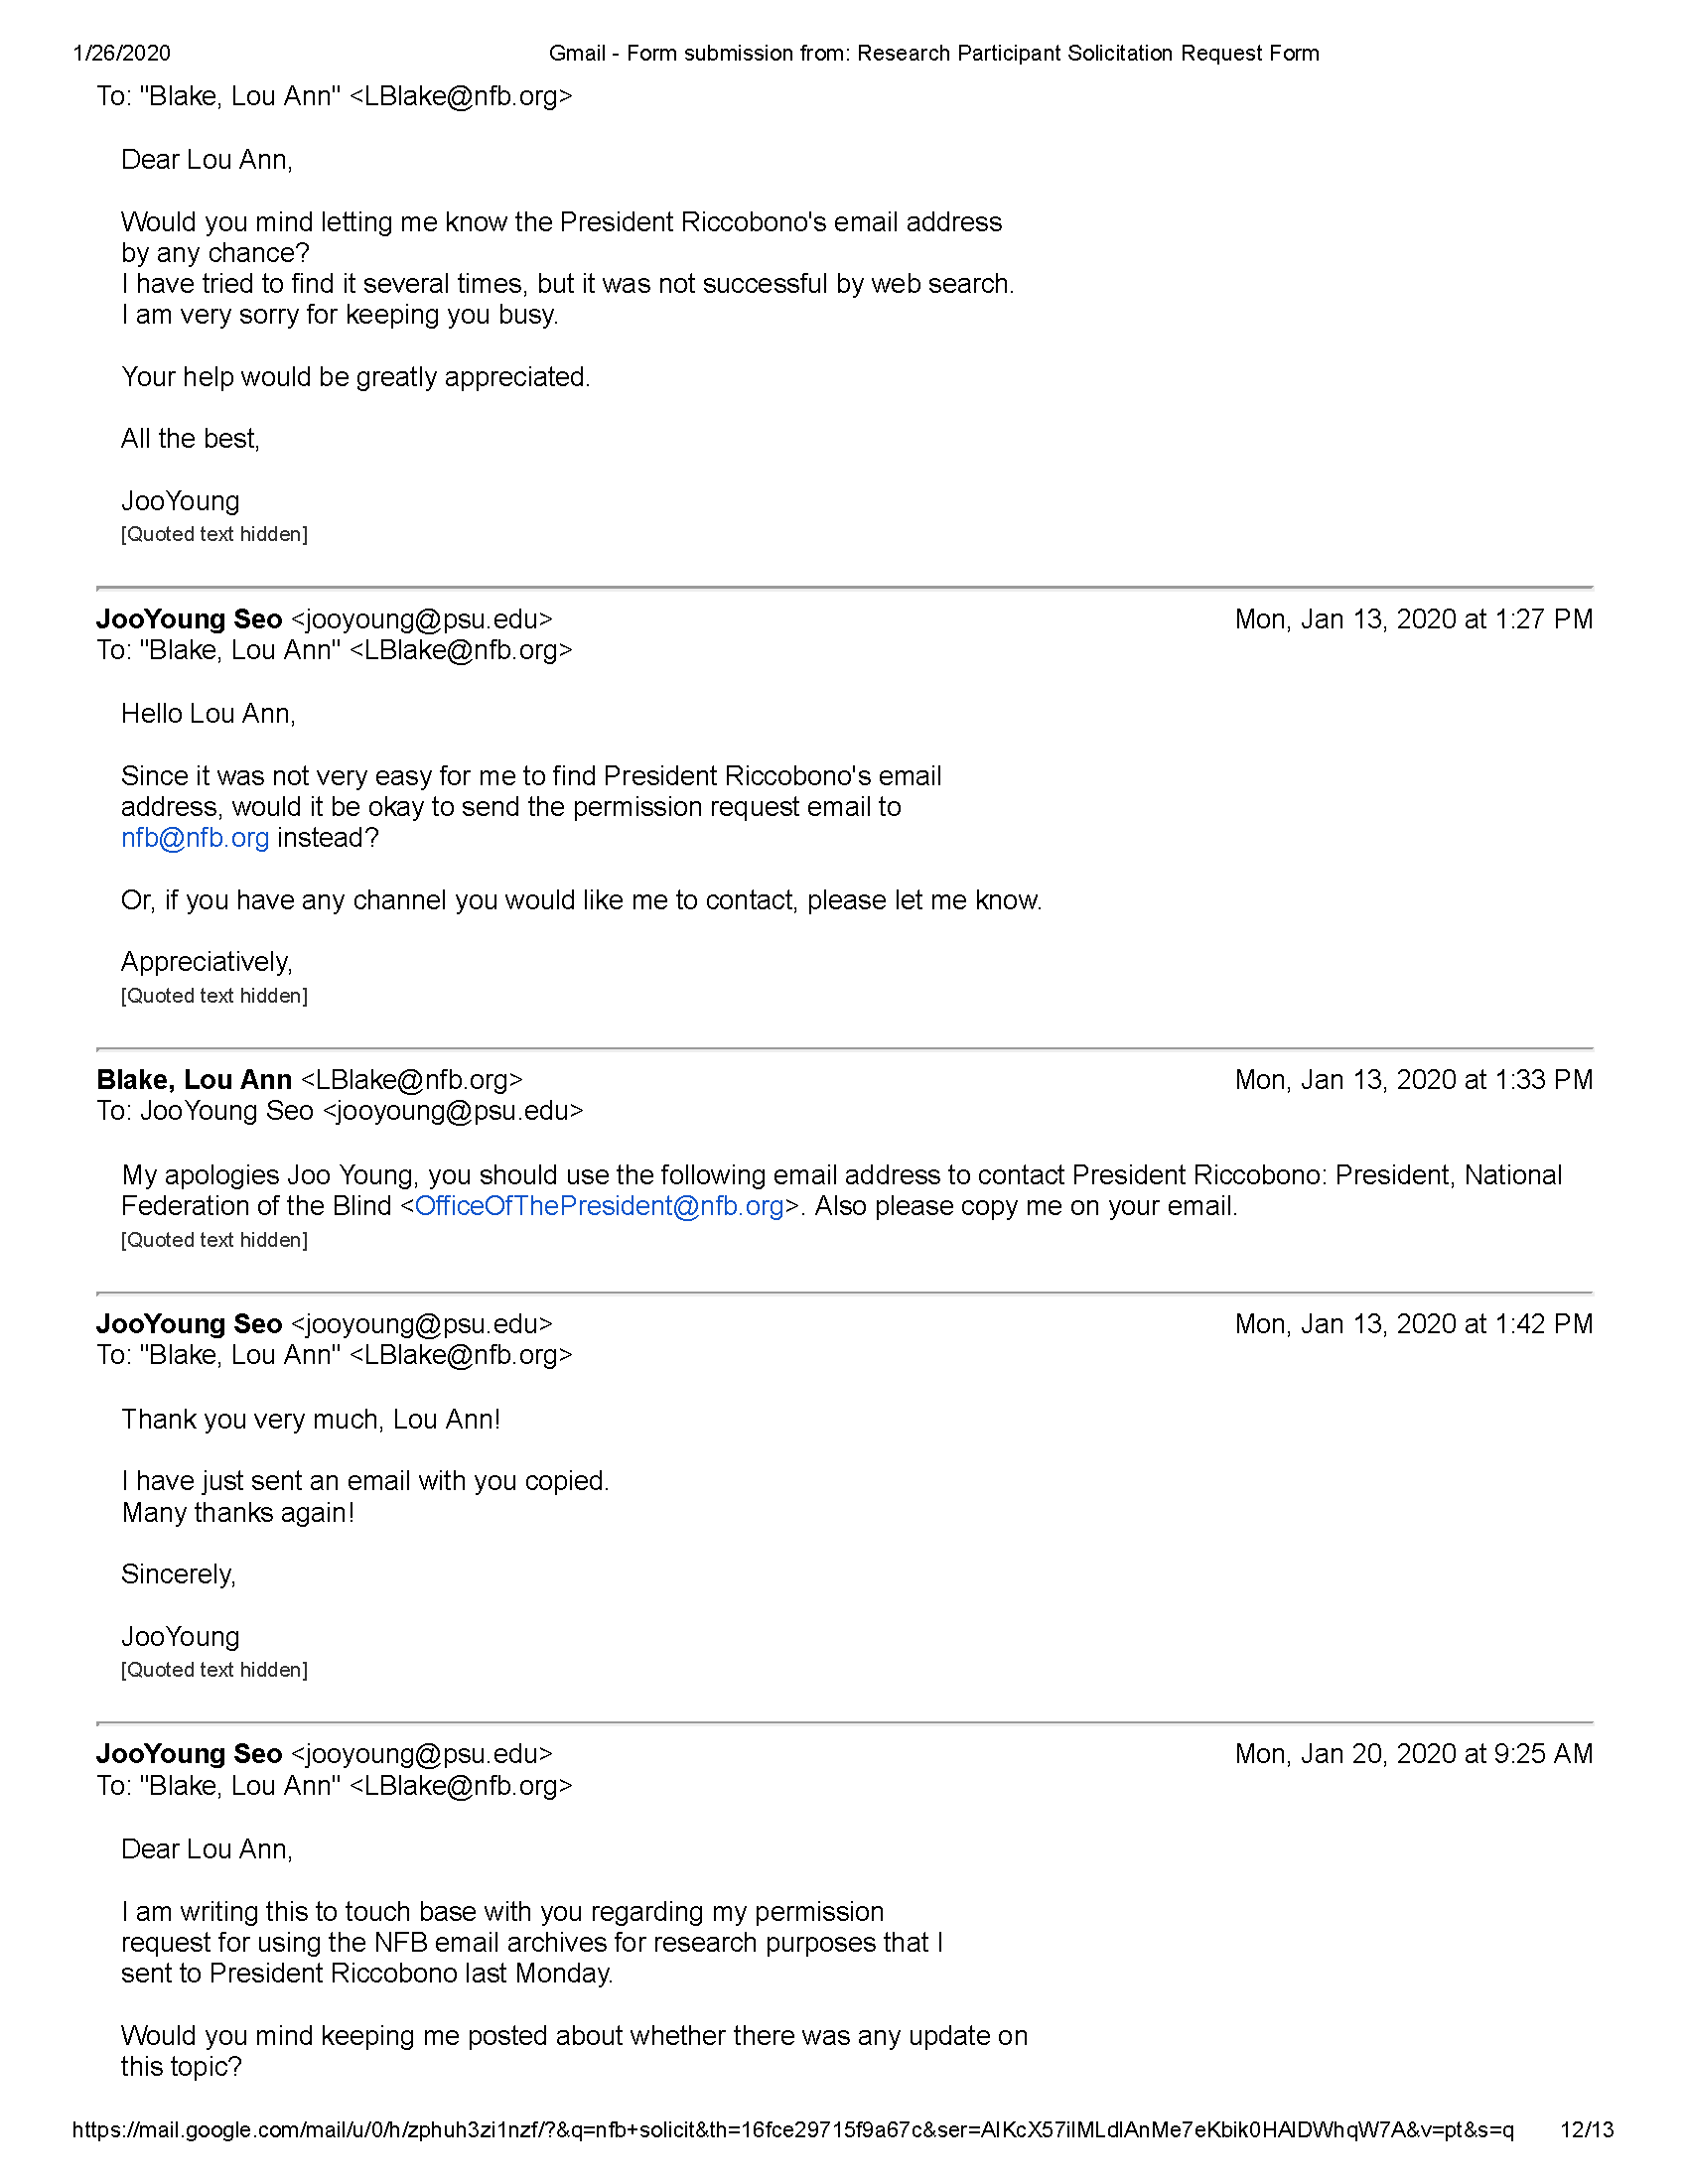 1/26/2020 Gmail - Form submission from: Research Participant Solicitation Request Form
To: "Blake, Lou Ann" <LBlake@nfb.org>
Dear Lou Ann,
Would you mind letting me know the President Riccobono's email address
by any chance?
I have tried to find it several times, but it was not successful by web search.
I am very sorry for keeping you busy.
Your help would be greatly appreciated.
All the best,
JooYoung
[Quoted text hidden]
JooYoung Seo <jooyoung@psu.edu> Mon, Jan 13, 2020 at 1:27 PM
To: "Blake, Lou Ann" <LBlake@nfb.org>
Hello Lou Ann,
Since it was not very easy for me to find President Riccobono's email
address, would it be okay to send the permission request email to
nfb@nfb.org instead?
Or, if you have any channel you would like me to contact, please let me know.
Appreciatively,
[Quoted text hidden]
Blake, Lou Ann <LBlake@nfb.org> Mon, Jan 13, 2020 at 1:33 PM
To: JooYoung Seo <jooyoung@psu.edu>
My apologies Joo Young, you should use the following email address to contact President Riccobono: President, National
Federation of the Blind <OfficeOfThePresident@nfb.org>. Also please copy me on your email.
[Quoted text hidden]
JooYoung Seo <jooyoung@psu.edu> Mon, Jan 13, 2020 at 1:42 PM
To: "Blake, Lou Ann" <LBlake@nfb.org>
Thank you very much, Lou Ann!
I have just sent an email with you copied.
Many thanks again!
Sincerely,
JooYoung
[Quoted text hidden]
JooYoung Seo <jooyoung@psu.edu> Mon, Jan 20, 2020 at 9:25 AM
To: "Blake, Lou Ann" <LBlake@nfb.org>
Dear Lou Ann,
I am writing this to touch base with you regarding my permission
request for using the NFB email archives for research purposes that I
sent to President Riccobono last Monday.
Would you mind keeping me posted about whether there was any update on
this topic?
https://mail.google.com/mail/u/0/h/zphuh3zi1nzf/?&q=nfb+solicit&th=16fce29715f9a67c&ser=AIKcX57ilMLdlAnMe7eKbik0HAlDWhqW7A&v=pt&s=q 12/13